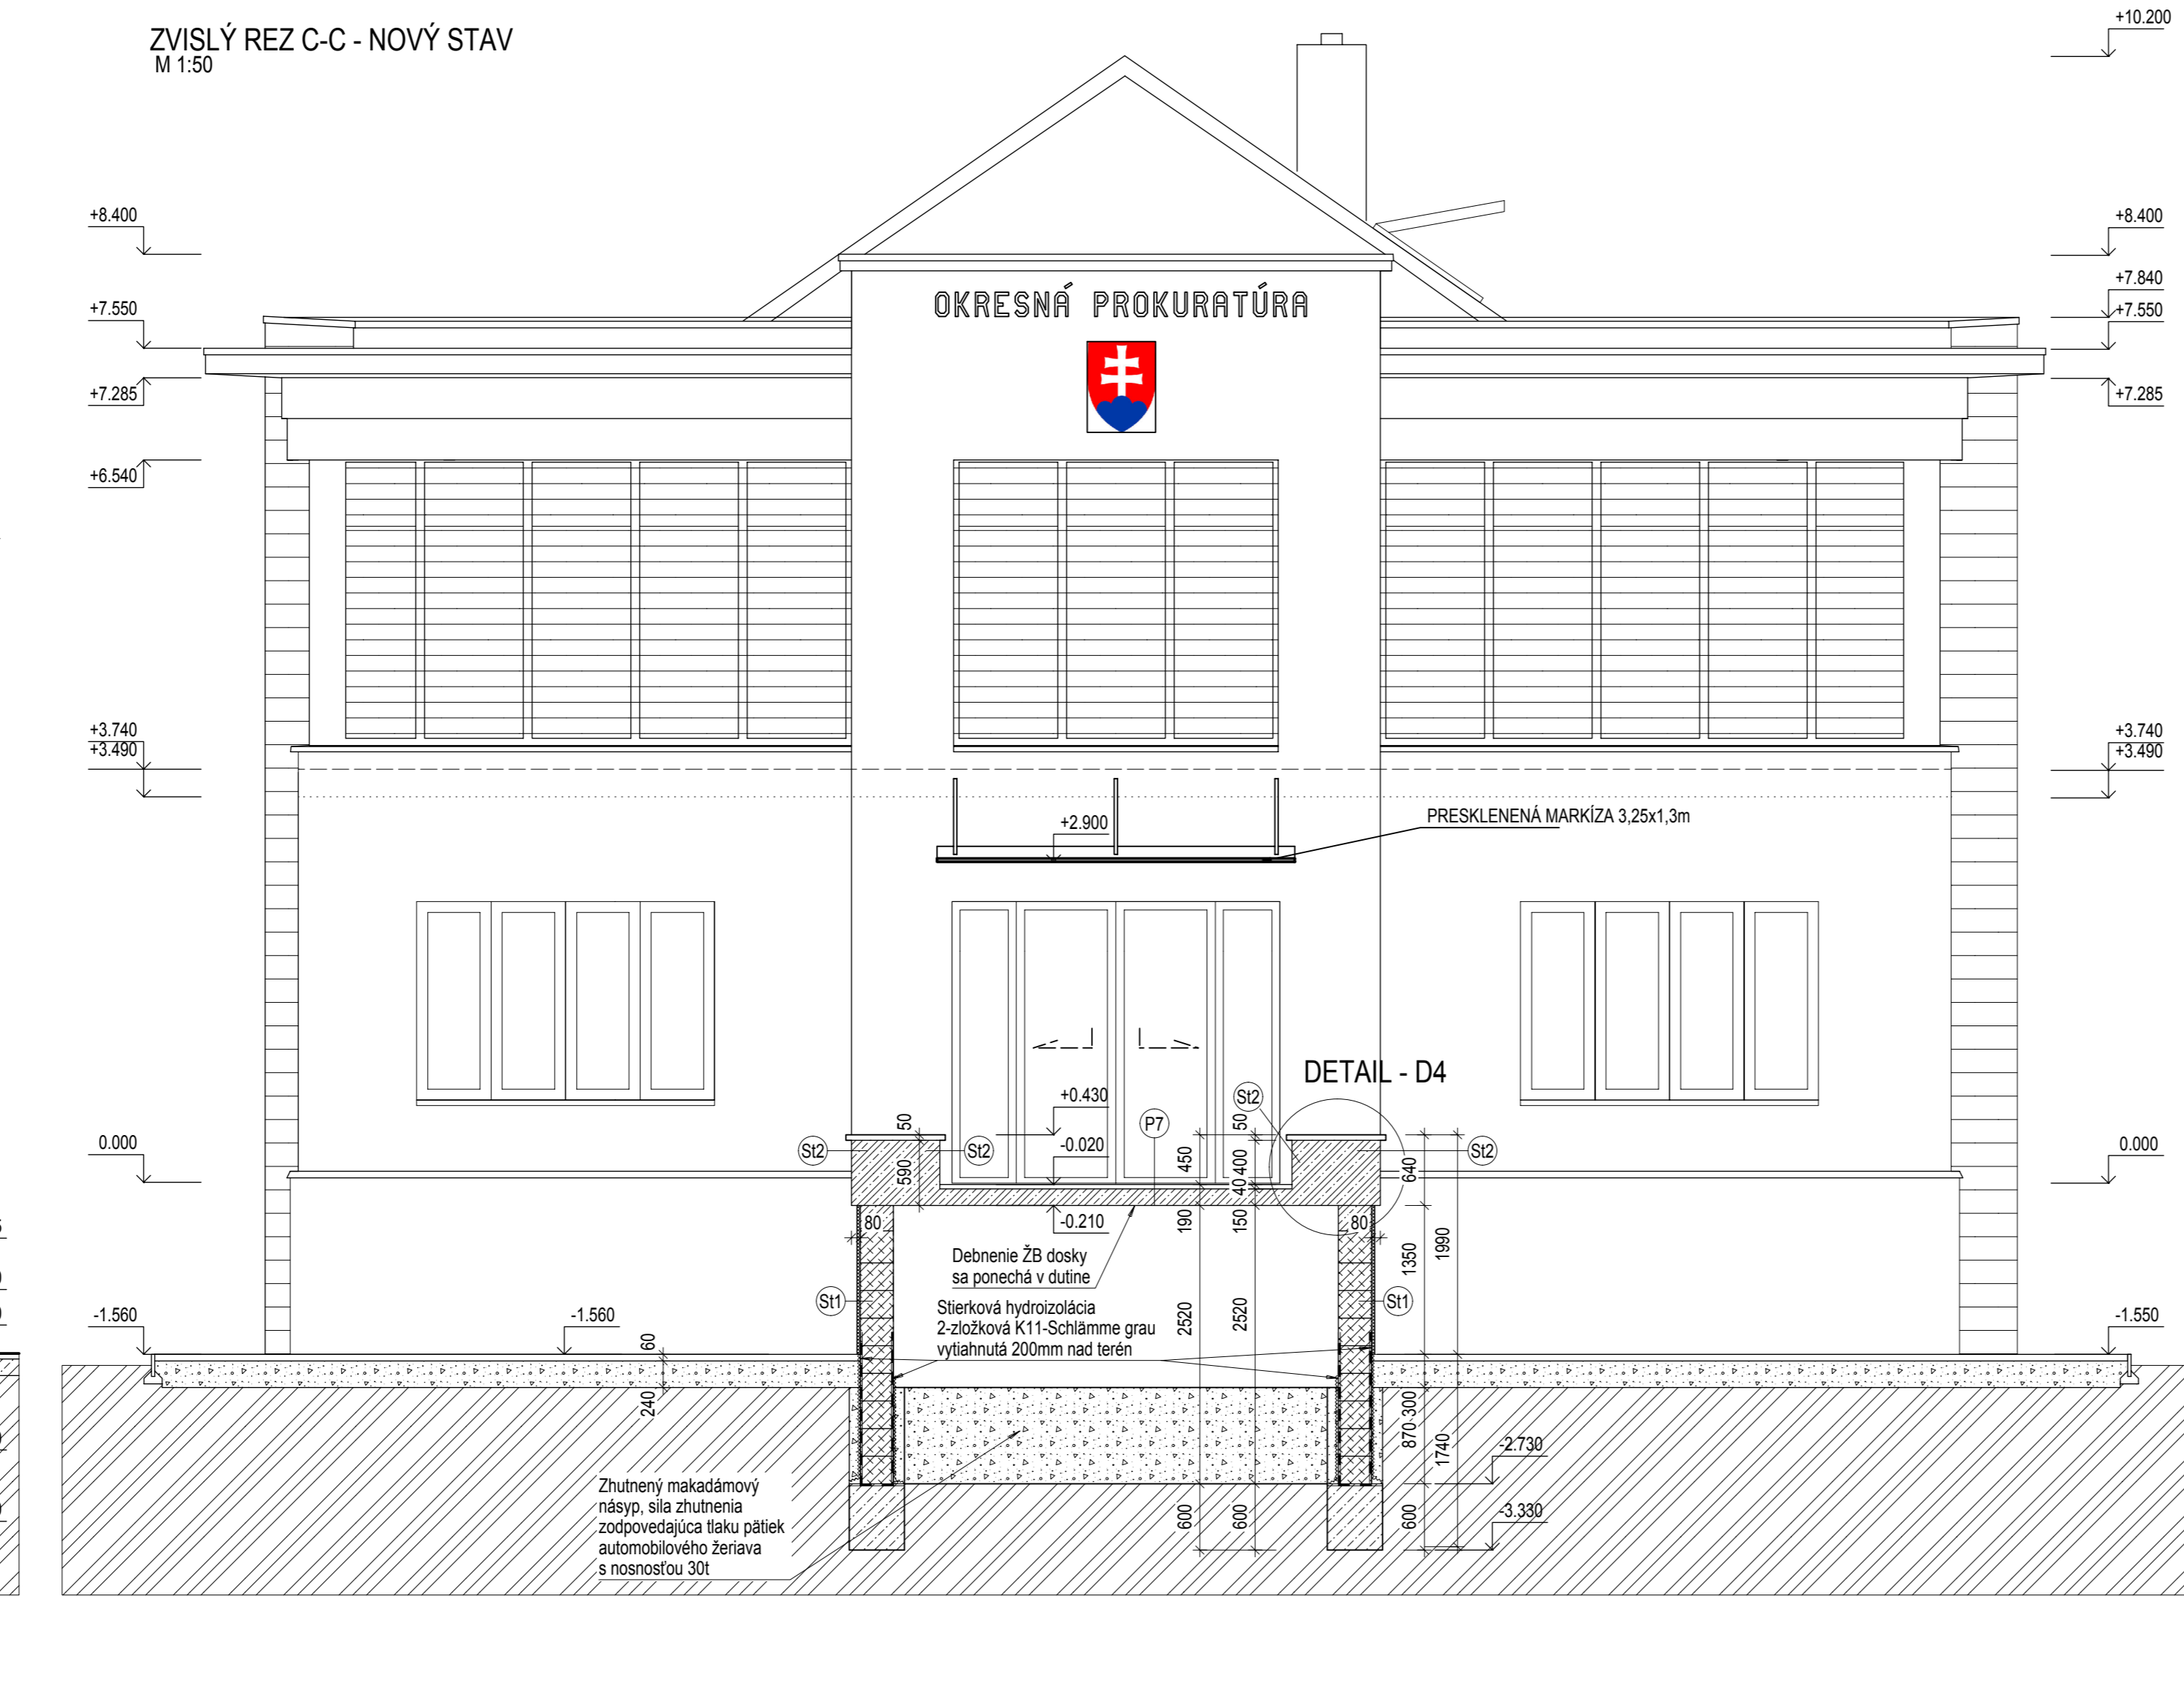 ZVISLÝ REZ C-C - NOVÝ STAV
M 1:50
+10.200
+8.400
+8.400
+7.840
+7.550
+7.550
+7.285
+7.285
+6.540
OKRESNÁ PROKURATÚRA
+3.740
+3.490
+3.740
+3.490
+2.900
PRESKLENENÁ MARKÍZA 3,25x1,3m
DETAIL - D4
+0.430
St2
P7
50
50
0.000
-0.020
0.000
St2
St2
St2
590
450
40 400
640
190
150
-0.210
80
80
1350
1990
Debnenie ŽB dosky
sa ponechá v dutine
St1
St1
Stierková hydroizolácia
2-zložková K11-Schlämme grau
vytiahnutá 200mm nad terén
2520
2520
-1.560
-1.560
-1.550
60
240
870 300
1740
-2.730
Zhutnený makadámový
násyp, sila zhutnenia
zodpovedajúca tlaku pätiek
automobilového žeriava
s nosnosťou 30t
600
600
600
-3.330